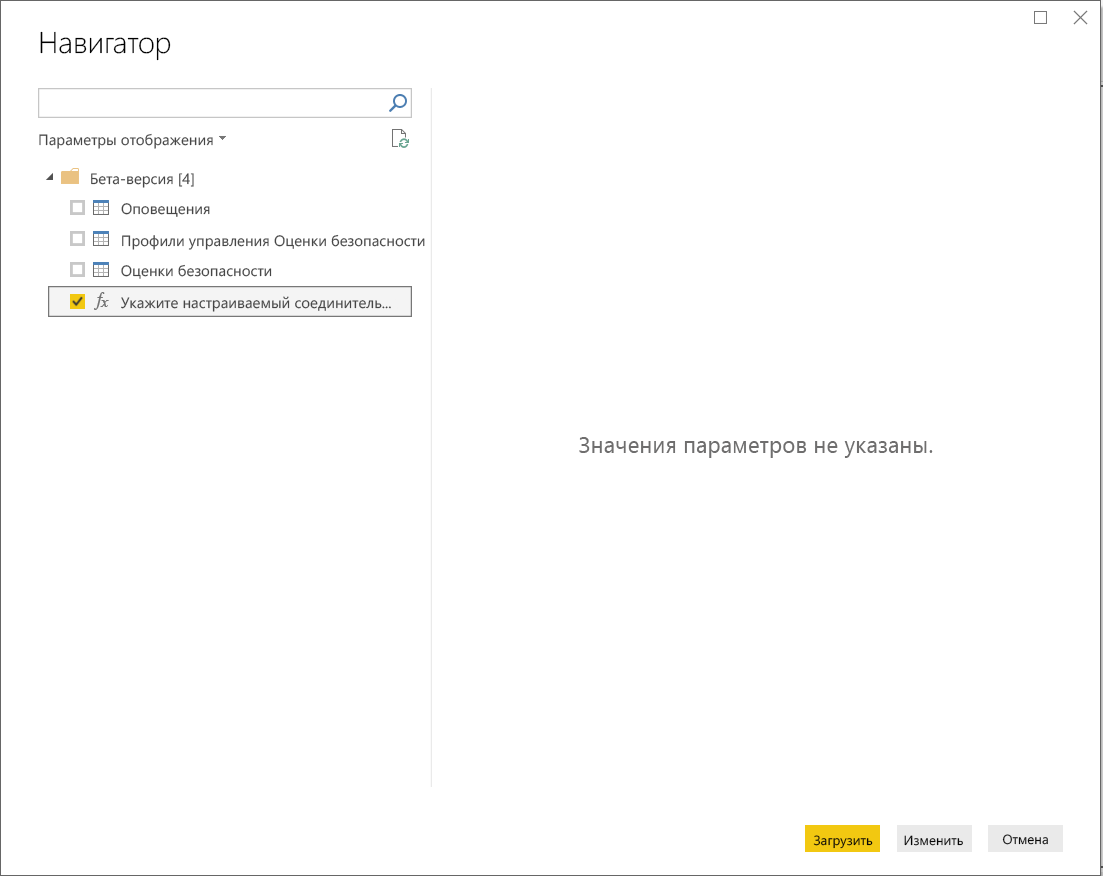 Навигатор
Параметры отображения
Бета-версия [4]
Оповещения
Профили управления Оценки безопасности
Оценки безопасности
fx Укажите настраиваемый соединитель...
Значения параметров не указаны.
Загрузить
Изменить
Отмена